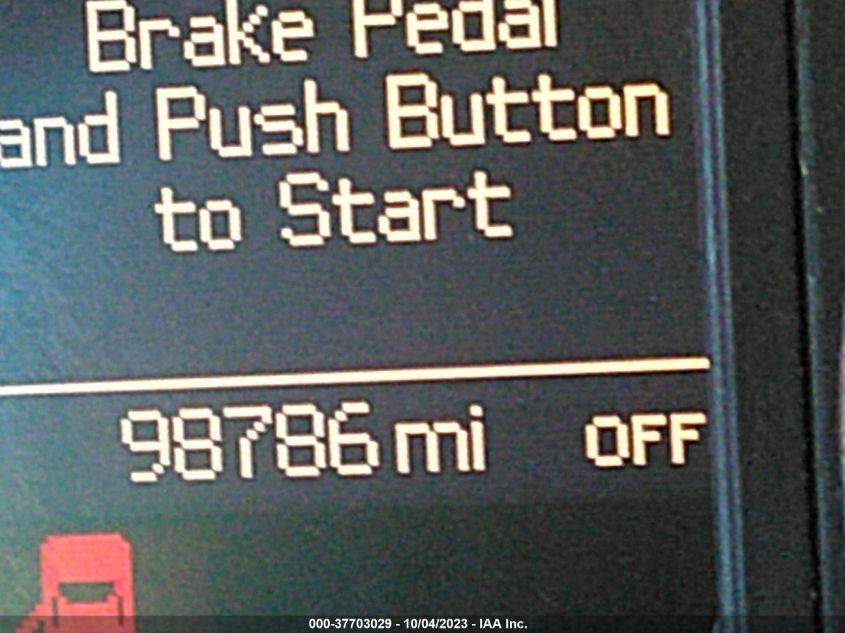 Brake Pedal
and Push Button
to Start
98786 mi OFF
000-37703029 - 10/04/2023 - IAA Inc.